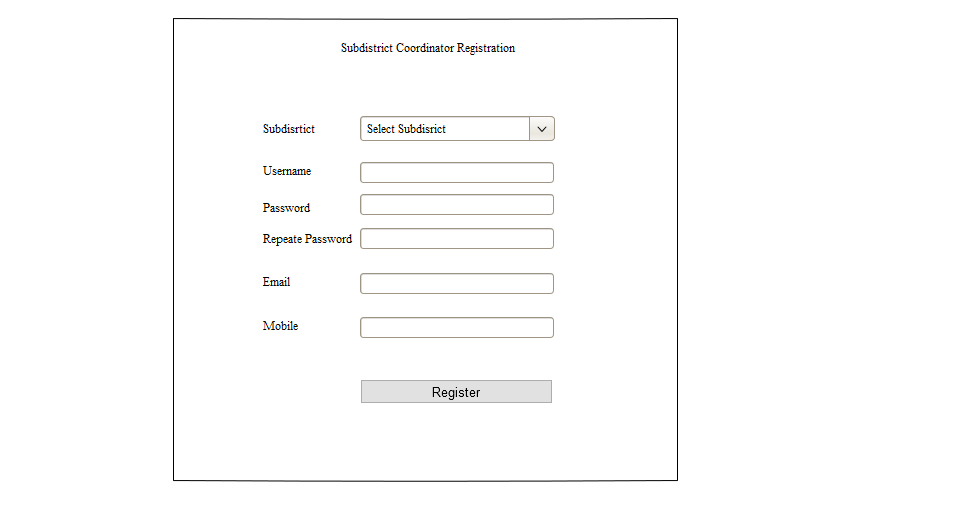 Subdistrict Coordinator Registration
Subdisrtict
Select Subdisrict
Username
Password
Repeate Password
Email
Mobile
Register